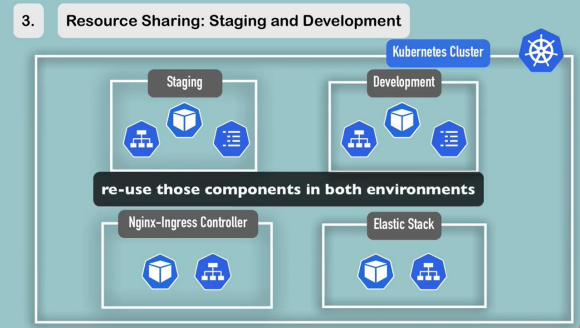 3. Resource Sharing: Staging and Development
Kubernetes Cluster
Staging
Development
re-use those components in both environments
Nginx-Ingress Controller
Elastic Stack